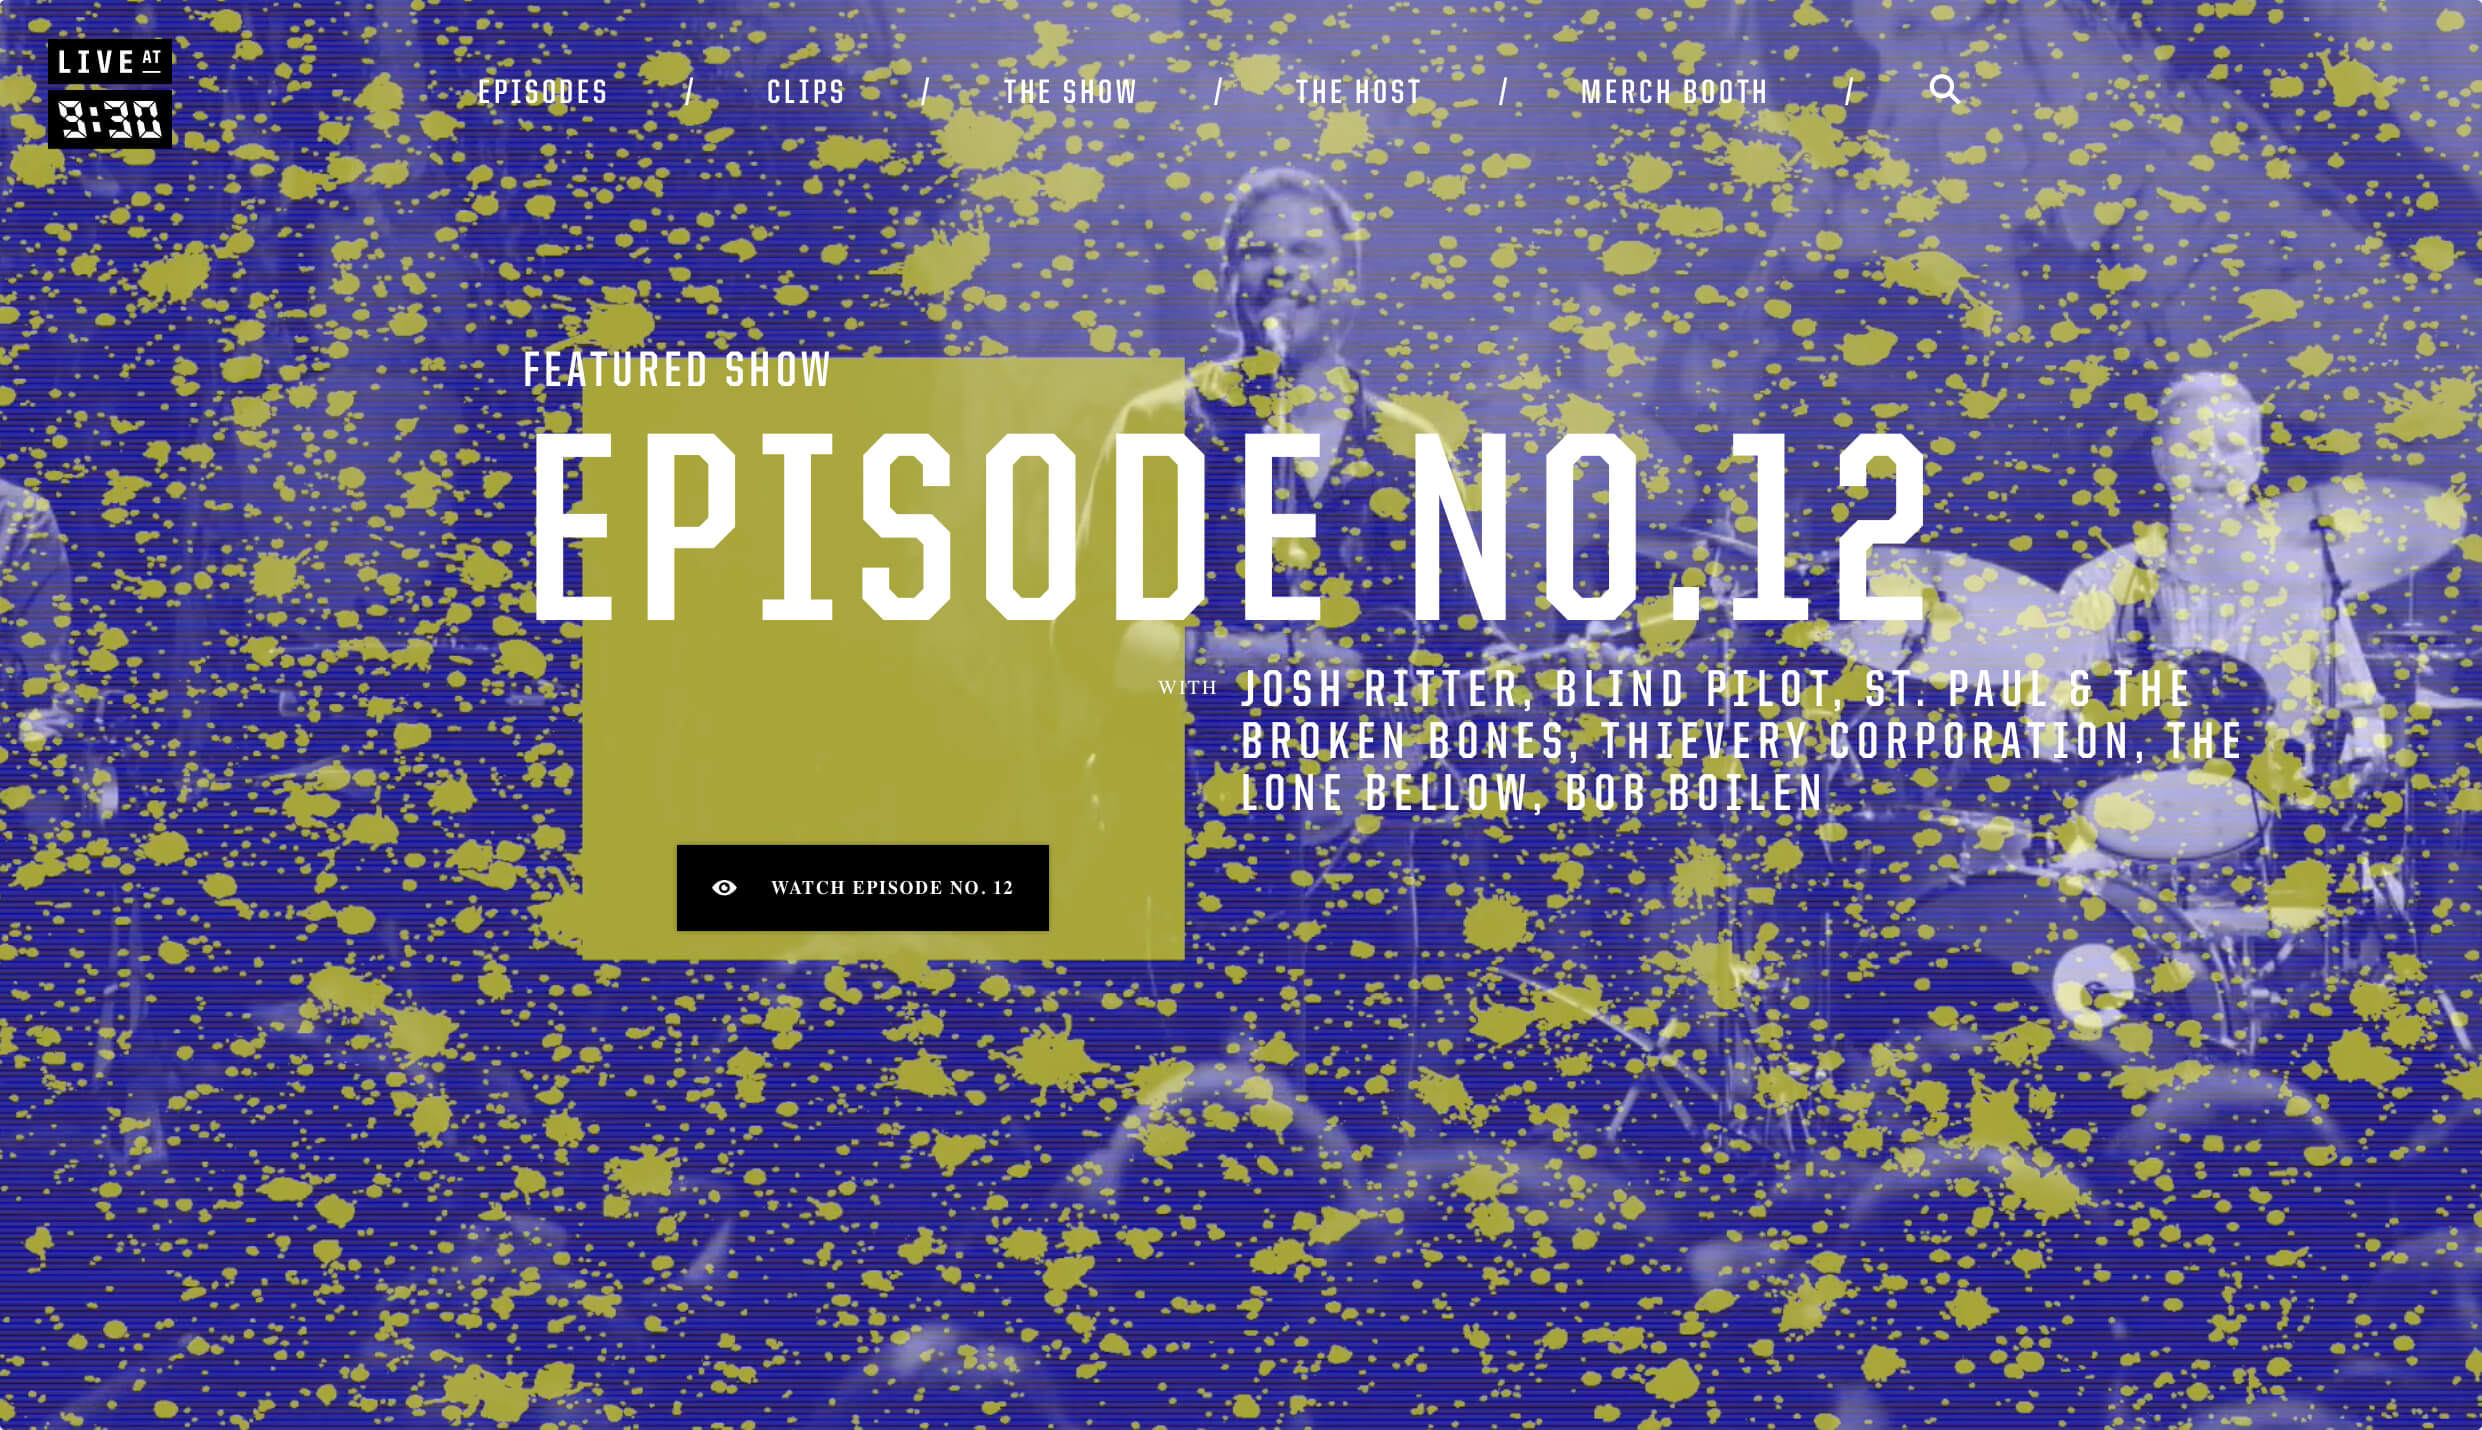 LIVE AT
9:30
EPISODES / CLIPS / THE SHOW / THE HOST / MERCH BOOTH /
FEATURED SHOW
EPISODE NO.12
WITH JOSH RITTER, BLIND PILOT, ST. PAUL & THE
BROKEN BONES, THIEVERY CORPORATION, THE
LONE BELLOW, BOB BOILEN
WATCH EPISODE NO. 12